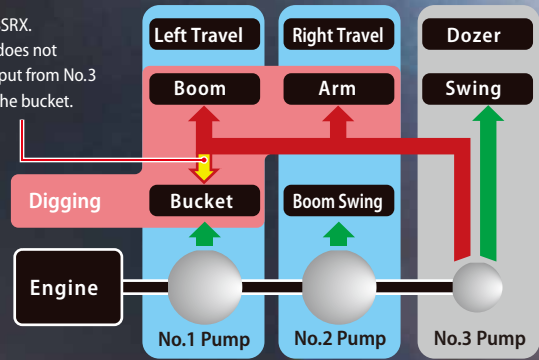 SRX.
does not
put from No.3
he bucket.
Left Travel
Right Travel
Dozer
Boom
Arm
Swing
Digging
Bucket
Boom Swing
Engine
No.1 Pump
No.2 Pump
No.3 Pump